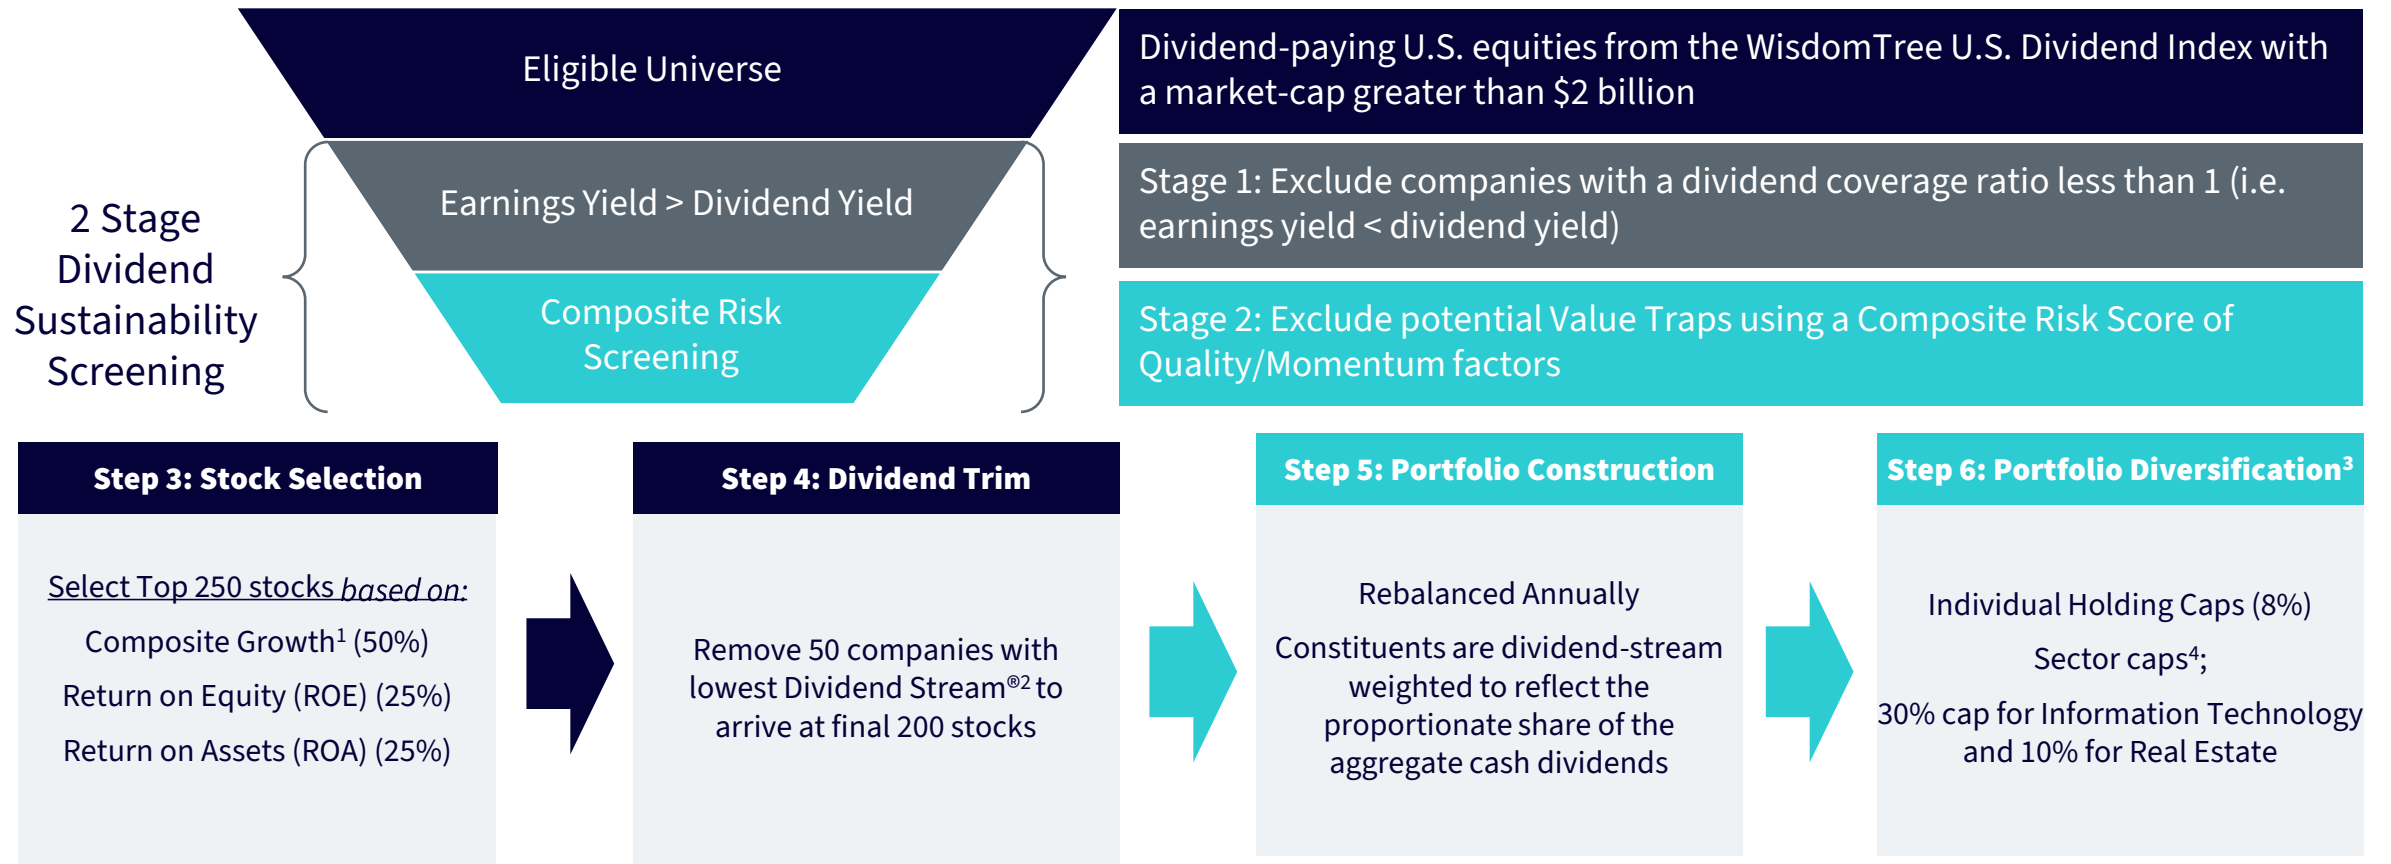 Eligible Universe
Dividend-paying U.S. equities from the WisdomTree U.S. Dividend Index with
a market-cap greater than $2 billion
2 Stage
Dividend
Sustainability
Screening
Earnings Yield > Dividend Yield
Stage 1: Exclude companies with a dividend coverage ratio less than 1 (i.e.
earnings yield < dividend yield)
Composite Risk
Screening
Stage 2: Exclude potential Value Traps using a Composite Risk Score of
Quality/Momentum factors
Step 3: Stock Selection
Select Top 250 stocks based on:
Composite Growth¹ (50%)
Return on Equity (ROE) (25%)
Return on Assets (ROA) (25%)
Step 4: Dividend Trim
Remove 50 companies with
lowest Dividend Stream®² to
arrive at final 200 stocks
Step 5: Portfolio Construction
Rebalanced Annually
Constituents are dividend-stream
weighted to reflect the
proportionate share of the
aggregate cash dividends
Step 6: Portfolio Diversification³
Individual Holding Caps (8%)
Sector caps⁴;
30% cap for Information Technology
and 10% for Real Estate